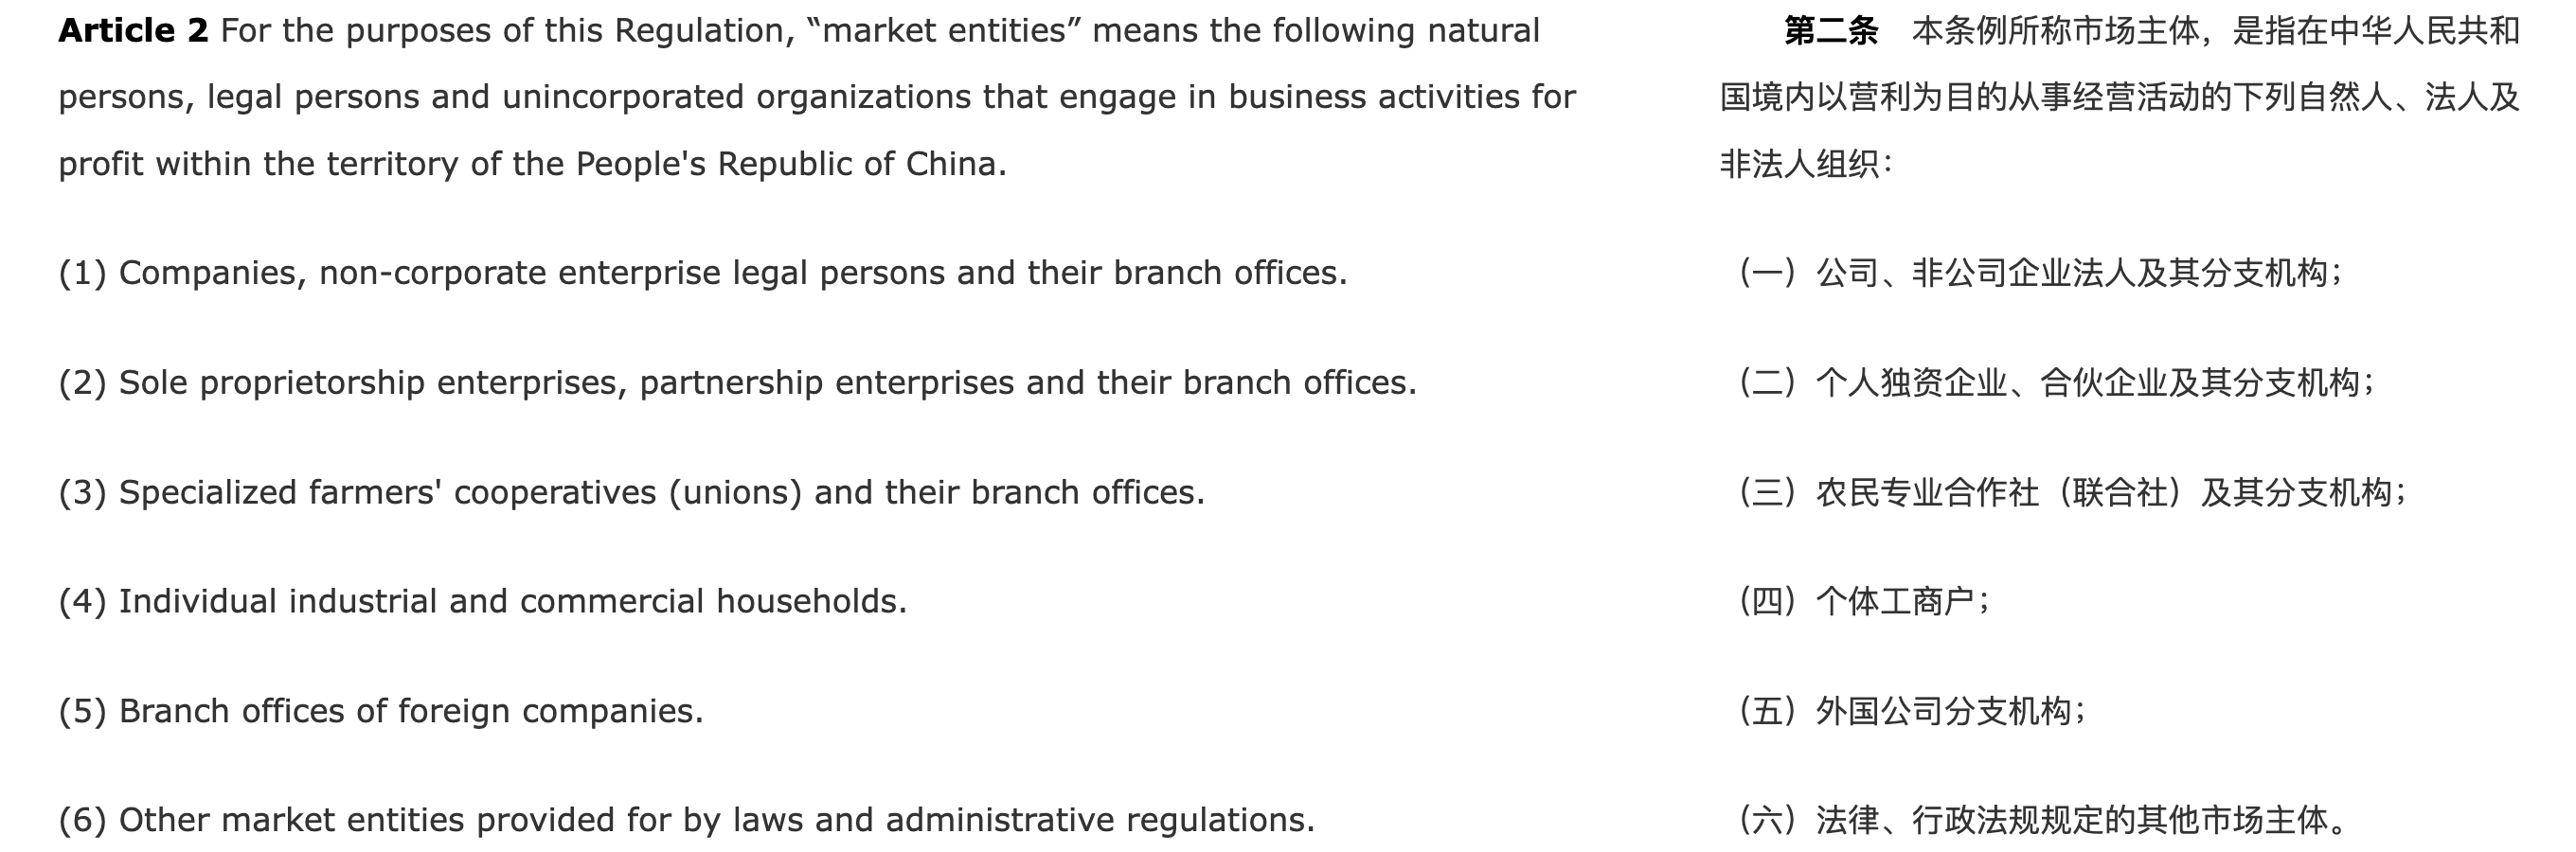 Article 2 For the purposes of this Regulation, “market entities” means the following natural
persons, legal persons and unincorporated organizations that engage in business activities for
profit within the territory of the People's Republic of China.
(1) Companies, non-corporate enterprise legal persons and their branch offices.
(2) Sole proprietorship enterprises, partnership enterprises and their branch offices.
(3) Specialized farmers' cooperatives (unions) and their branch offices.
(4) Individual industrial and commercial households.
(5) Branch offices of foreign companies.
(6) Other market entities provided for by laws and administrative regulations.
第二条　本条例所称市场主体，是指在中华人民共和
国境内以营利为目的从事经营活动的下列自然人、法人及
非法人组织：
（一）公司、非公司企业法人及其分支机构；
（二）个人独资企业、合伙企业及其分支机构；
（三）农民专业合作社（联合社）及其分支机构；
（四）个体工商户；
（五）外国公司分支机构；
（六）法律、行政法规规定的其他市场主体。